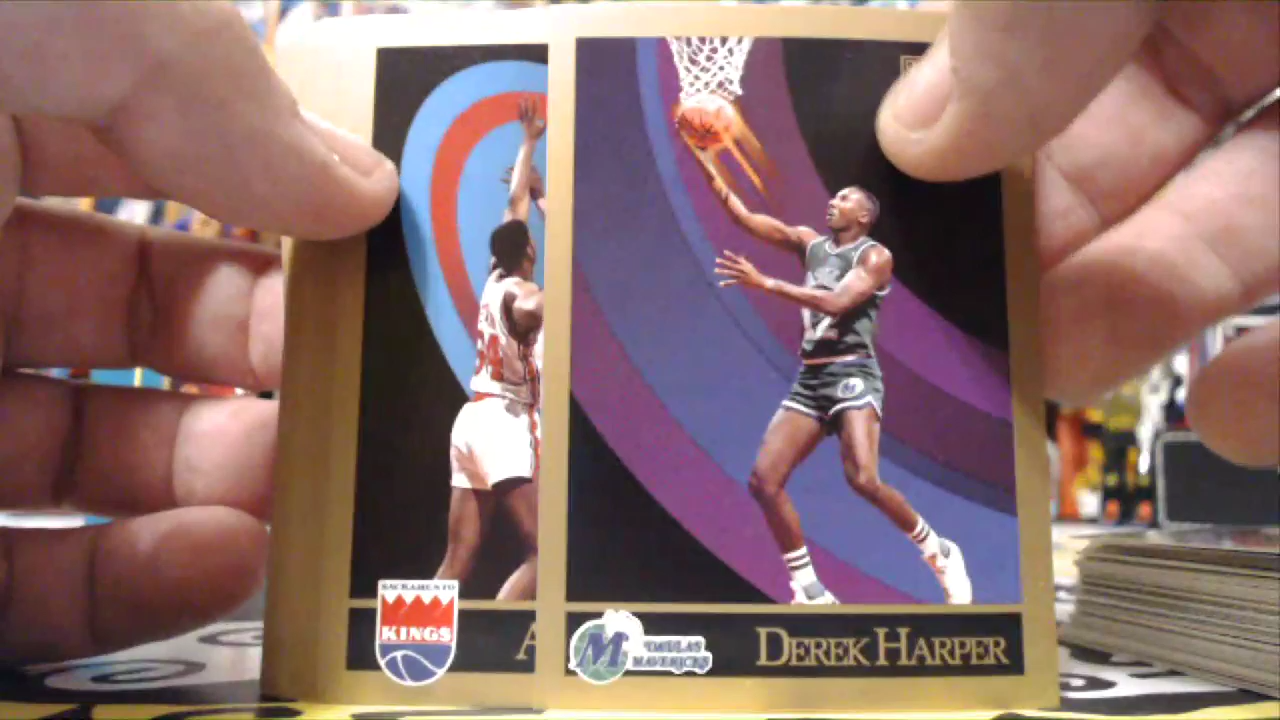 SACRAMENTO
KINGS
A
M DALLAS
MAVERICKS
M
DEREK HARPER